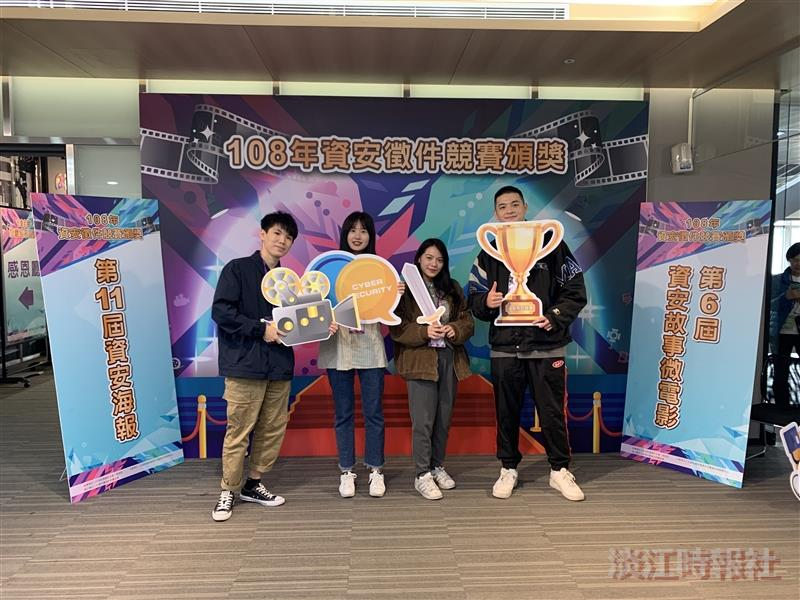 108年資安徵件競賽頒獎
108年
資安徵件競賽頒獎
第11屆資安海報
感恩廳
CYBER
SECURITY
108年
資安徵件競賽頒獎
第6屆
資安故事微電影
淡江時報社